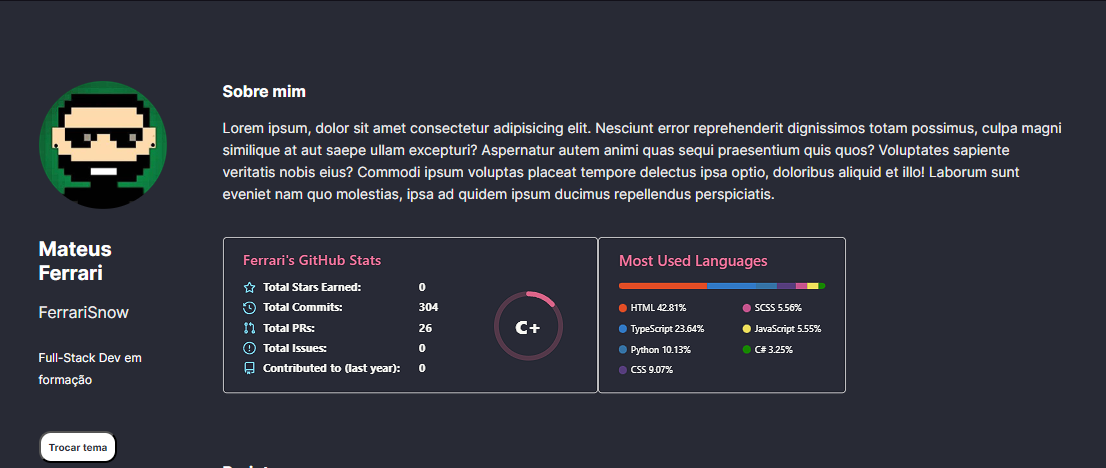 Sobre mim
Lorem ipsum, dolor sit amet consectetur adipisicing elit. Nesciunt error reprehenderit dignissimos totam possimus, culpa magni
similique at aut saepe ullam excepturi? Aspernatur autem animi quas sequi praesentium quis quos? Voluptates sapiente
veritatis nobis eius? Commodi ipsum voluptas placeat tempore delectus ipsa optio, doloribus aliquid et illo! Laborum sunt
eveniet nam quo molestias, ipsa ad quidem ipsum ducimus repellendus perspiciatis.
Mateus
Ferrari
FerrariSnow
Full-Stack Dev em
formação
Trocar tema
Ferrari's GitHub Stats
Total Stars Earned: 0
Total Commits: 304
Total PRs: 26
Total Issues: 0
Contributed to (last year): 0
C+
Most Used Languages
HTML 42.81%
TypeScript 23.64%
Python 10.13%
CSS 9.07%
SCSS 5.56%
JavaScript 5.55%
C# 3.25%